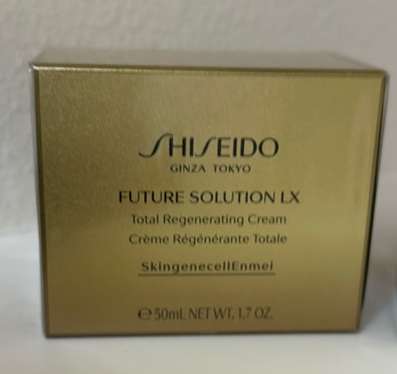 SHISEIDO
GINZA TOKYO
FUTURE SOLUTION LX
Total Regenerating Cream
Crème Régénérante Totale
SkingenecellEnmei
℮ 50mL NET WT. 1.7 OZ.